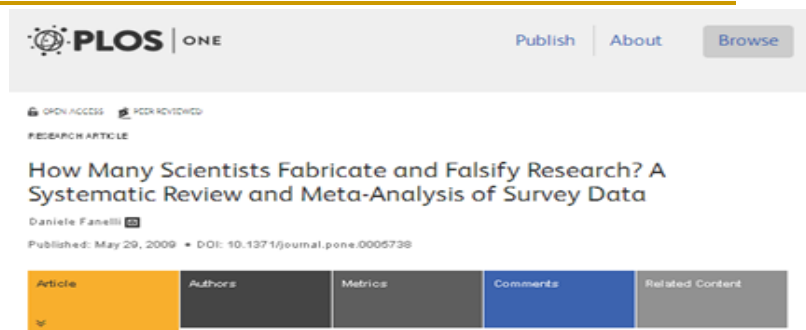 PLOS | ONE
Publish About Browse
OPEN ACCESS PEER REVIEWED
RESEARCH ARTICLE
How Many Scientists Fabricate and Falsify Research? A
Systematic Review and Meta-Analysis of Survey Data
Daniele Fanelli
Published: May 29, 2009 • DOI: 10.1371/journal.pone.0005738
Article Authors Metrics Comments Related Content